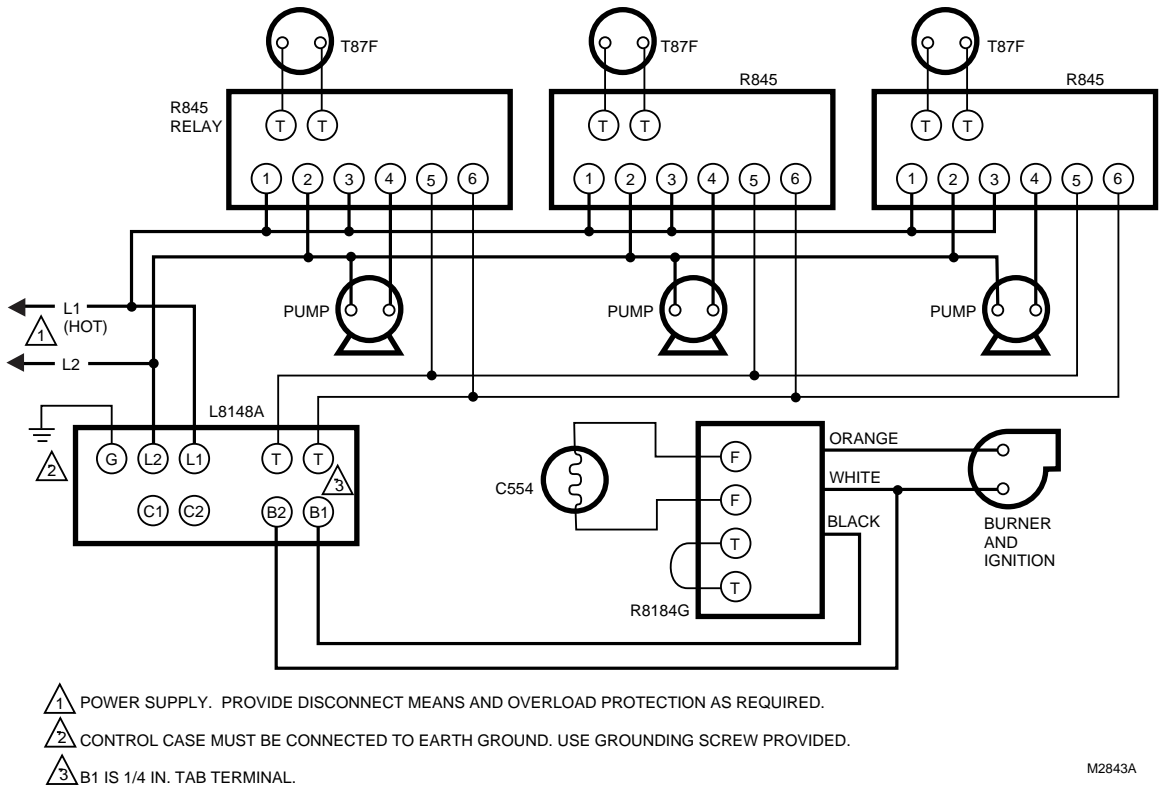 T87F T87F T87F
R845 RELAY R845 R845
T T T T T T
1 2 3 4 5 6 1 2 3 4 5 6 1 2 3 4 5 6
PUMP PUMP PUMP
L1
(HOT)
1
L2
L8148A
G L2 L1 T T
2
3
C1 C2 B2 B1
C554
F
F
T
T
R8184G
ORANGE
WHITE
BLACK
BURNER
AND
IGNITION
1 POWER SUPPLY. PROVIDE DISCONNECT MEANS AND OVERLOAD PROTECTION AS REQUIRED.
2 CONTROL CASE MUST BE CONNECTED TO EARTH GROUND. USE GROUNDING SCREW PROVIDED.
3 B1 IS 1/4 IN. TAB TERMINAL.
M2843A